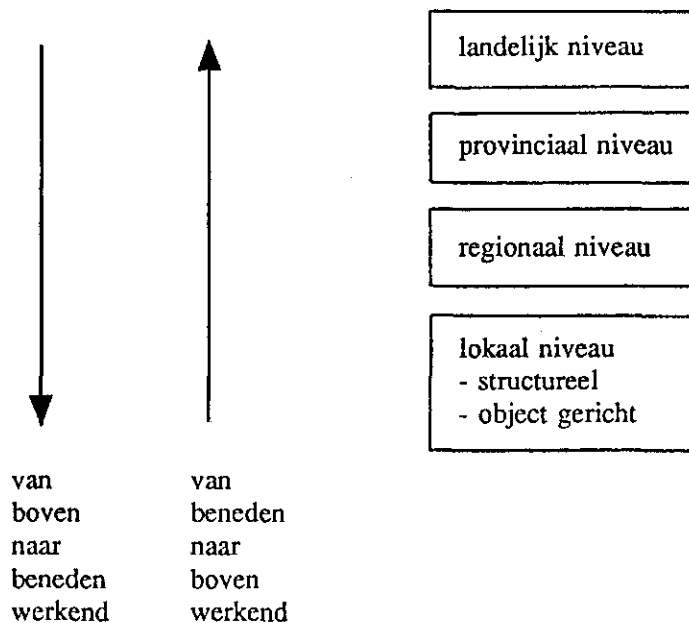 landelijk niveau
provinciaal niveau
regionaal niveau
lokaal niveau
- structureel
- object gericht
van
boven
naar
beneden
werkend
van
beneden
naar
boven
werkend